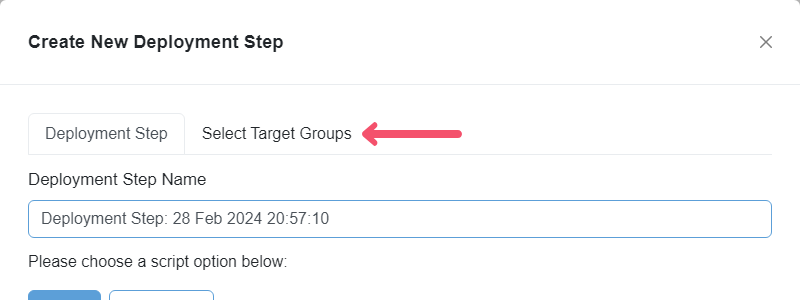 Create New Deployment Step
Deployment Step
Select Target Groups
Deployment Step Name
Deployment Step: 28 Feb 2024 20:57:10
Please choose a script option below: